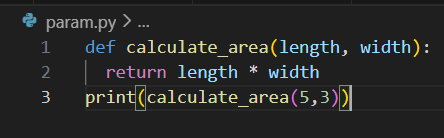 param.py > ...
1 def calculate_area(length, width):
2   return length * width
3 print(calculate_area(5,3))